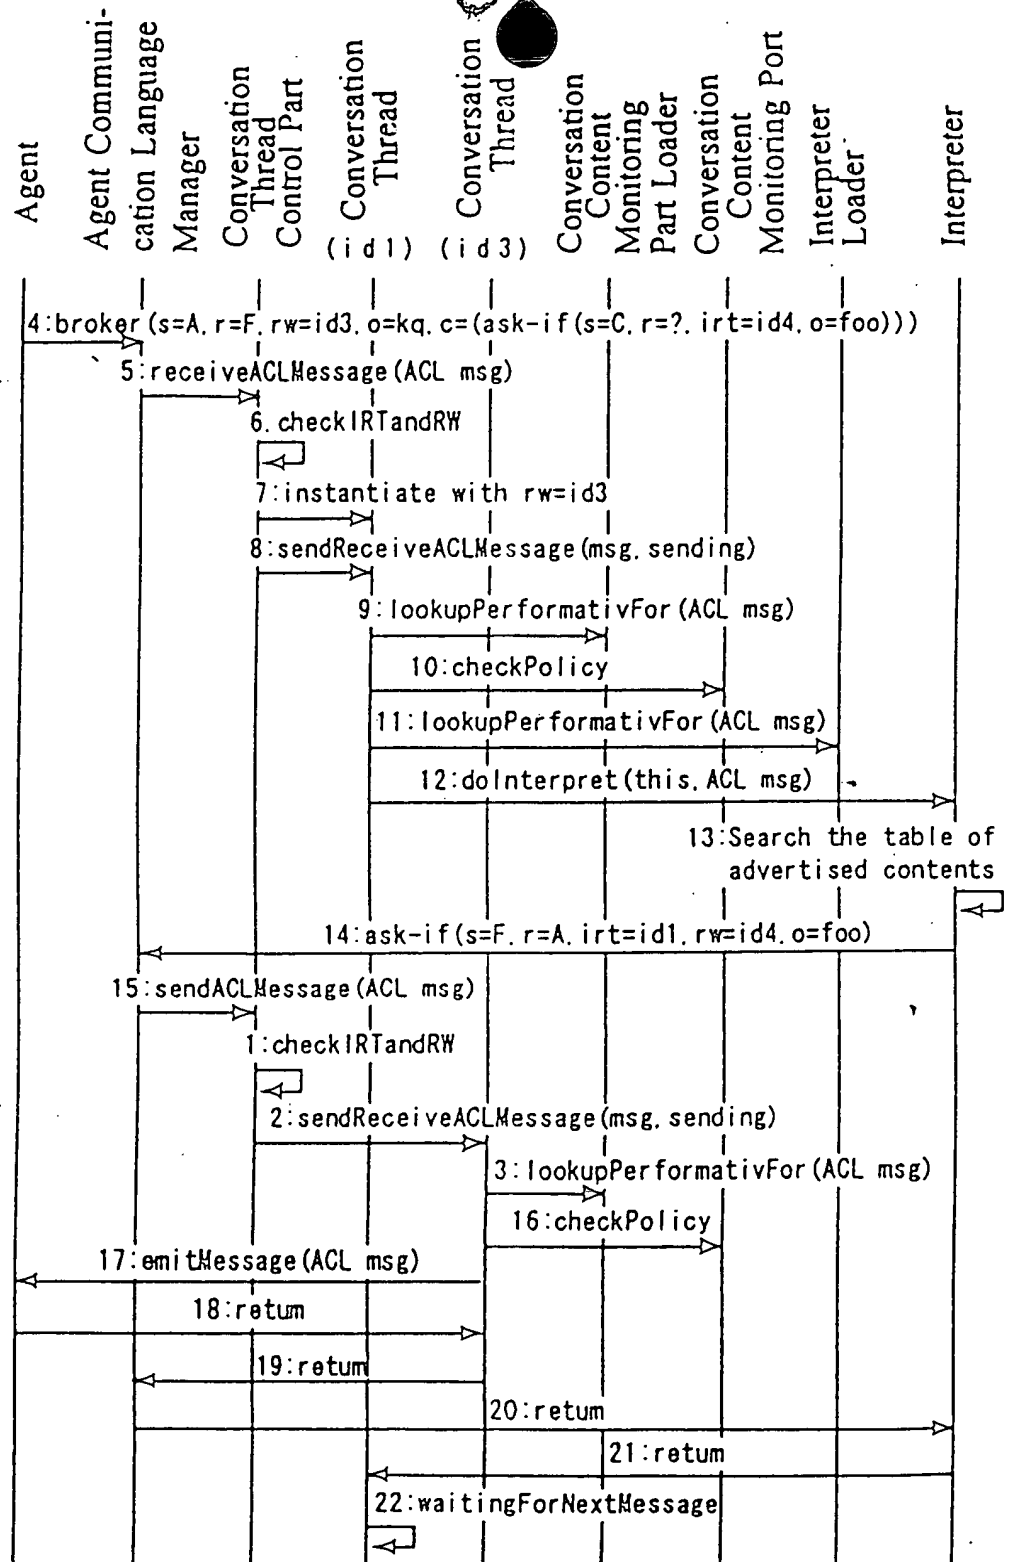 Agent
Agent Communi-
cation Language
Manager
Conversation
Thread
Control Part
Conversation
Thread
(id1)
Conversation
Thread
(id3)
Conversation
Content
Monitoring
Part Loader
Conversation
Content
Monitoring Port
Interpreter
Loader
Interpreter
4:broker(s=A, r=F, rw=id3, o=kq, c=(ask-if(s=C, r=?, irt=id4, o=foo)))
5:receiveACLMessage(ACL msg)
6.checkIRTandRW
7:instantiate with rw=id3
8:sendReceiveACLMessage(msg, sending)
9:lookupPerformativFor(ACL msg)
10:checkPolicy
11:lookupPerformativFor(ACL msg)
12:doInterpret(this, ACL msg)
13:Search the table of
advertised contents
14:ask-if(s=F, r=A, irt=id1, rw=id4, o=foo)
15:sendACLMessage(ACL msg)
1:checkIRTandRW
2:sendReceiveACLMessage(msg, sending)
3:lookupPerformativFor(ACL msg)
16:checkPolicy
17:emitMessage(ACL msg)
18:retum
19:retum
20:retum
21:retum
22:waitingForNextMessage